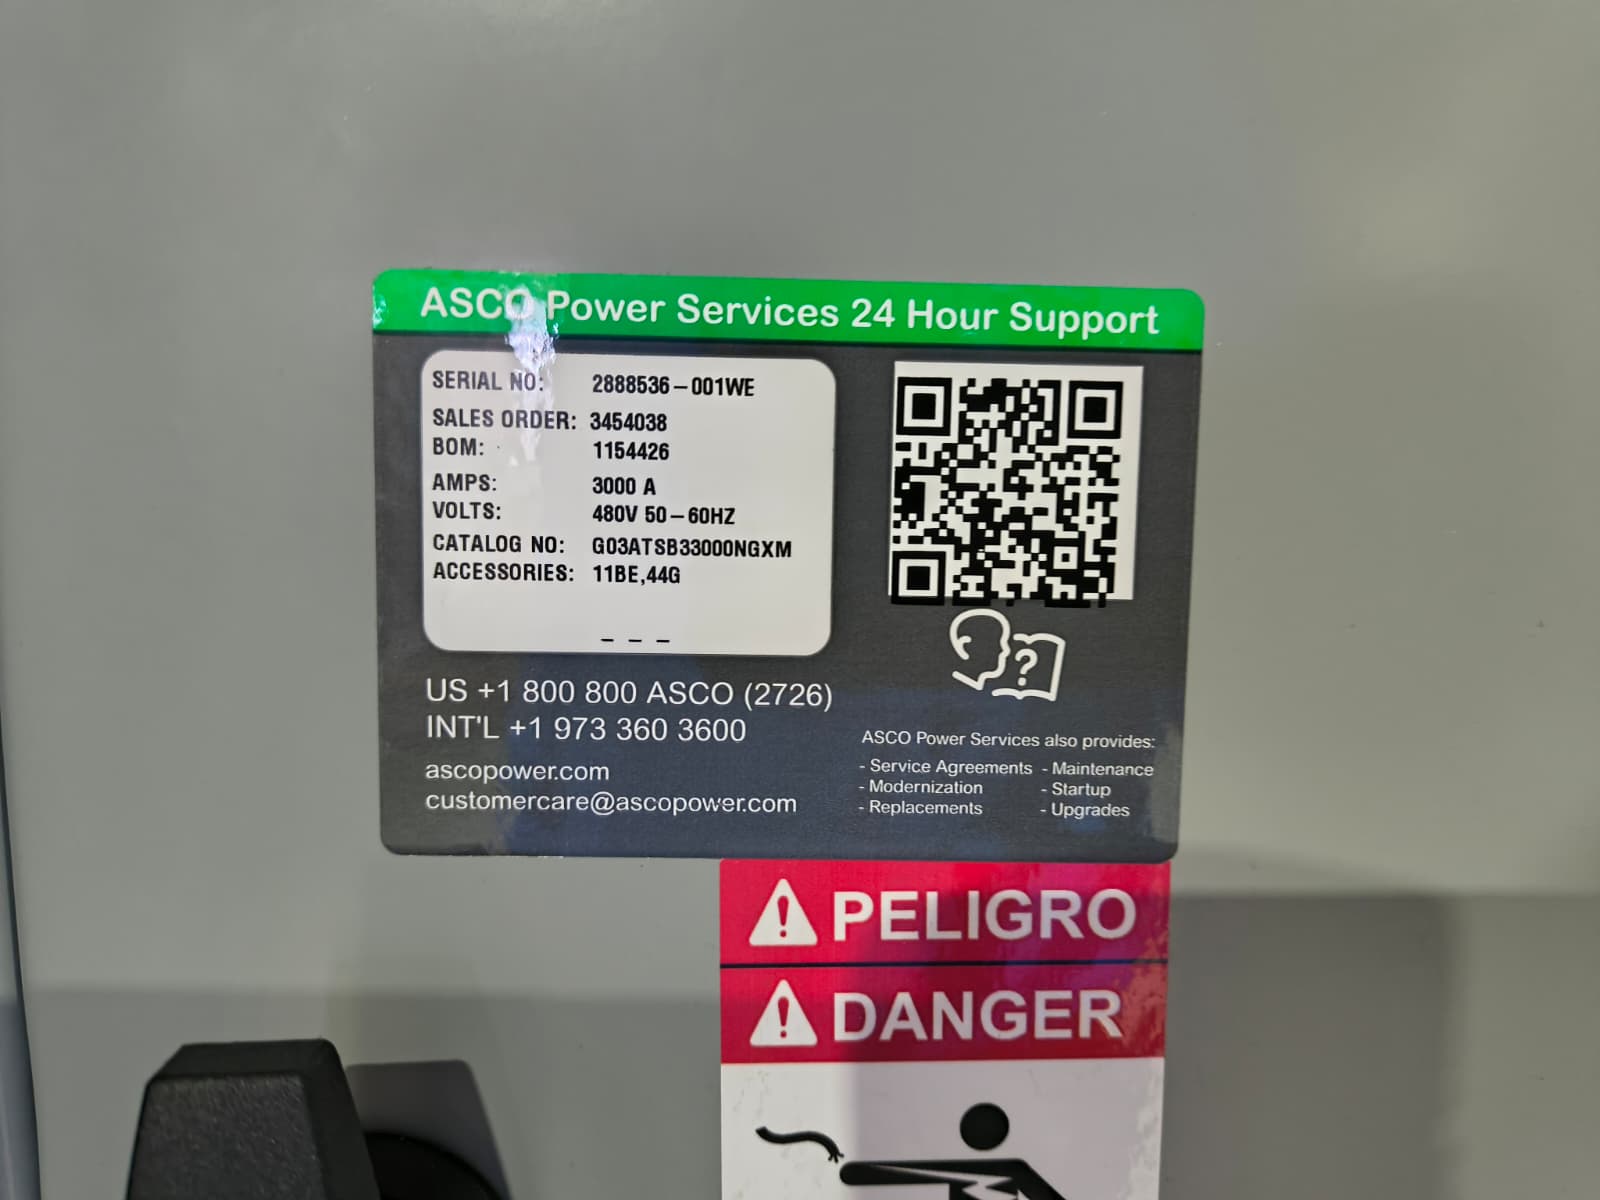 ASCO Power Services 24 Hour Support
SERIAL NO: 2888536-001WE
SALES ORDER: 3454038
BOM: 1154426
AMPS: 3000 A
VOLTS: 480V 50-60HZ
CATALOG NO: G03ATSB33000NGXM
ACCESSORIES: 11BE,44G
- - -
US +1 800 800 ASCO (2726)
INT'L +1 973 360 3600
ascopower.com
customercare@ascopower.com
?
ASCO Power Services also provides:
- Service Agreements - Maintenance
- Modernization - Startup
- Replacements - Upgrades
! PELIGRO
! DANGER